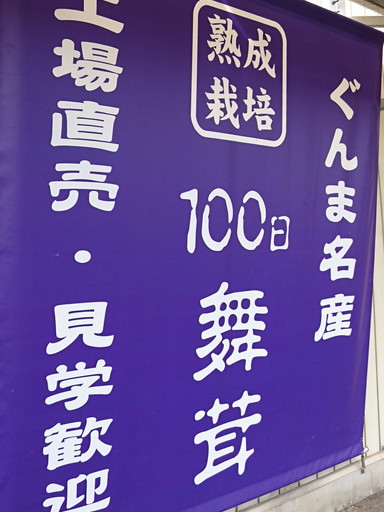 ぐんま名産
熟成
栽培
100日
舞茸
工場直売・見学歓迎